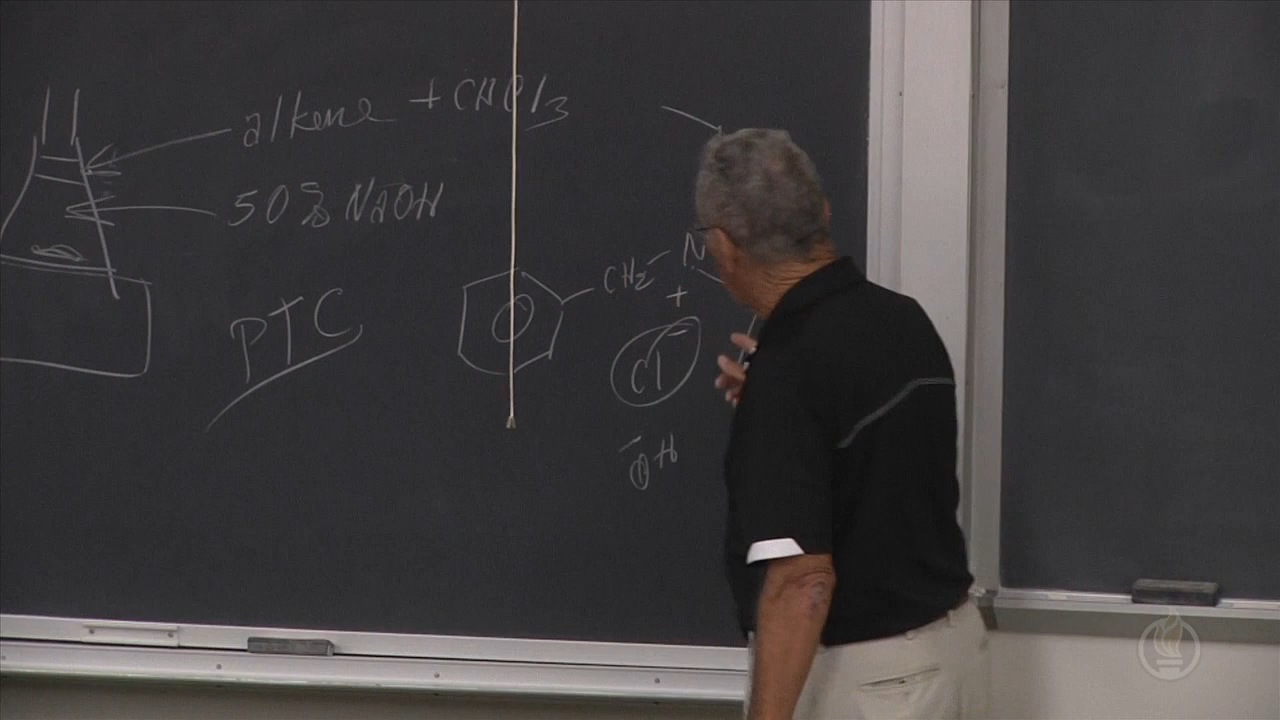 alkene + CHCl3
50% NaOH
PTC
CH2 - N
+
Cl-
-OH